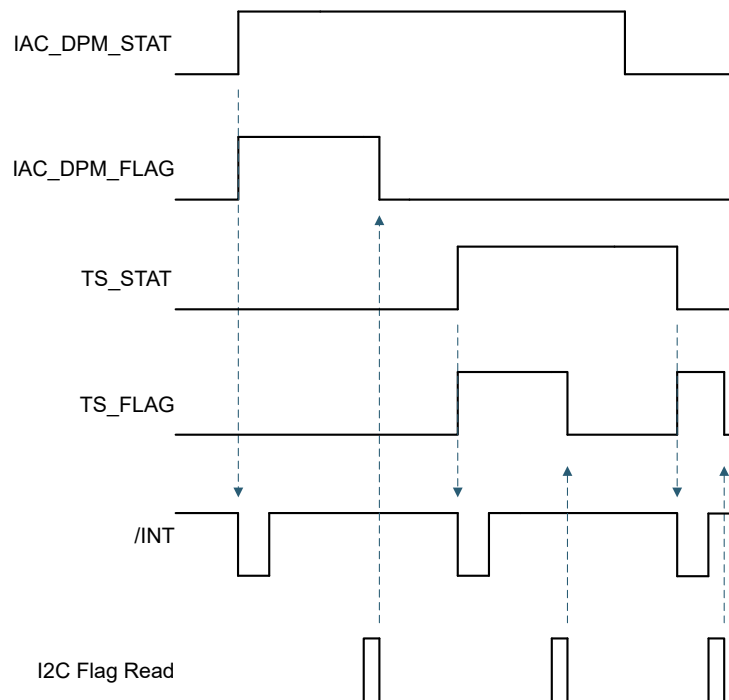 IAC_DPM_STAT
IAC_DPM_FLAG
TS_STAT
TS_FLAG
/INT
I2C Flag Read